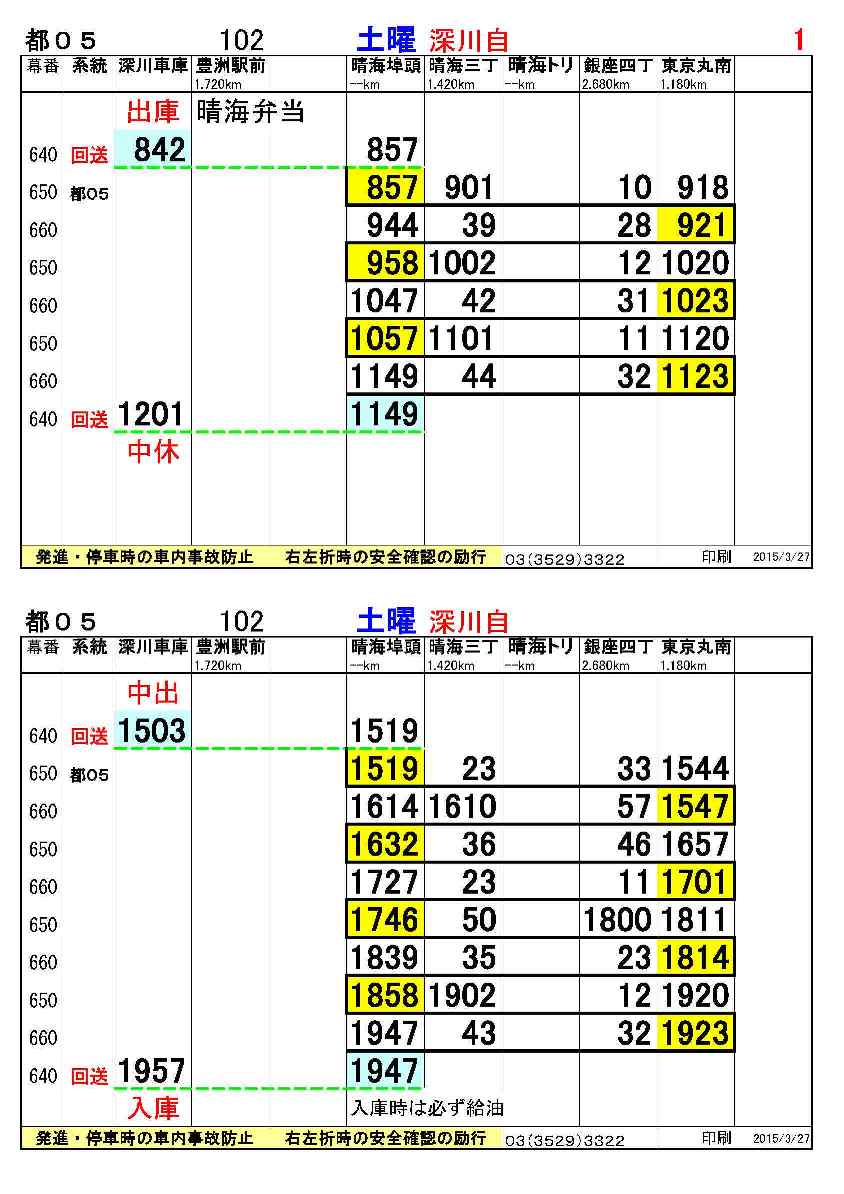 都０５ 102 土曜 深川自 1
幕番 系統 深川車庫 豊洲駅前 晴海埠頭 晴海三丁 晴海トリ 銀座四丁 東京丸南
1.720km --km 1.420km --km 2.680km 1.180km
出庫 晴海弁当
640 回送 842 857
650 都05 857 901 10 918
660 944 39 28 921
650 958 1002 12 1020
660 1047 42 31 1023
650 1057 1101 11 1120
660 1149 44 32 1123
640 回送 1201 1149
中休
発進・停車時の車内事故防止 右左折時の安全確認の励行 03(3529)3322 印刷 2015/3/27
都０５ 102 土曜 深川自
幕番 系統 深川車庫 豊洲駅前 晴海埠頭 晴海三丁 晴海トリ 銀座四丁 東京丸南
1.720km --km 1.420km --km 2.680km 1.180km
中出
640 回送 1503 1519
650 都05 1519 23 33 1544
660 1614 1610 57 1547
650 1632 36 46 1657
660 1727 23 11 1701
650 1746 50 1800 1811
660 1839 35 23 1814
650 1858 1902 12 1920
660 1947 43 32 1923
640 回送 1957 1947
入庫 入庫時は必ず給油
発進・停車時の車内事故防止 右左折時の安全確認の励行 03(3529)3322 印刷 2015/3/27